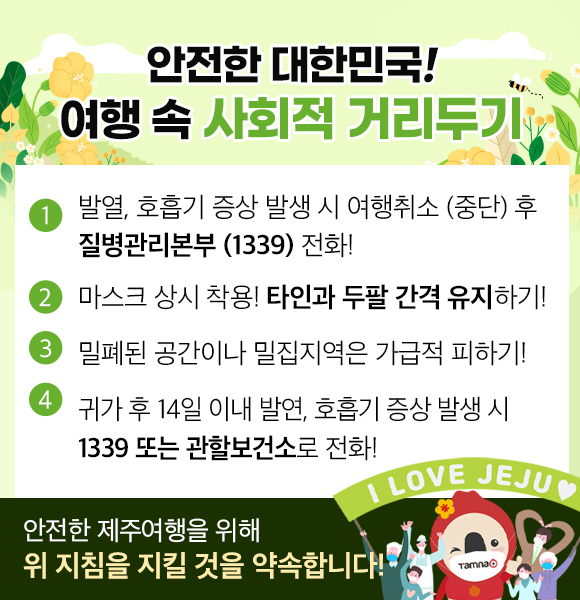 안전한 대한민국!
여행 속 사회적 거리두기
1 발열, 호흡기 증상 발생 시 여행취소 (중단) 후
질병관리본부 (1339) 전화!
2 마스크 상시 착용! 타인과 두팔 간격 유지하기!
3 밀폐된 공간이나 밀집지역은 가급적 피하기!
4 귀가 후 14일 이내 발연, 호흡기 증상 발생 시
1339 또는 관할보건소로 전화!
I LOVE JEJU♥
안전한 제주여행을 위해
위 지침을 지킬 것을 약속합니다!
Tamnao